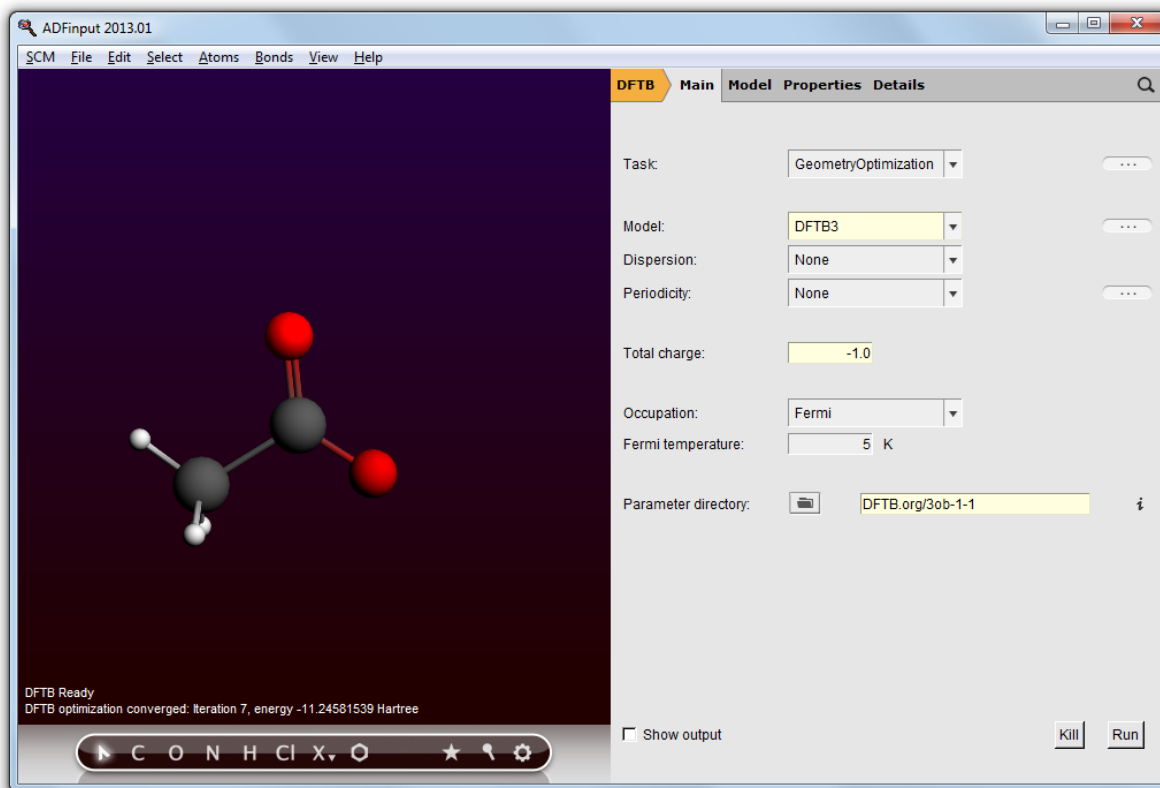 ADFinput 2013.01
SCM File Edit Select Atoms Bonds View Help
DFTB Main Model Properties Details
Task: GeometryOptimization
Model: DFTB3
Dispersion: None
Periodicity: None
Total charge: -1.0
Occupation: Fermi
Fermi temperature: 5 K
Parameter directory: DFTB.org/3ob-1-1 i
DFTB Ready
DFTB optimization converged: Iteration 7, energy -11.24581539 Hartree
Show output Kill Run
C O N H Cl X